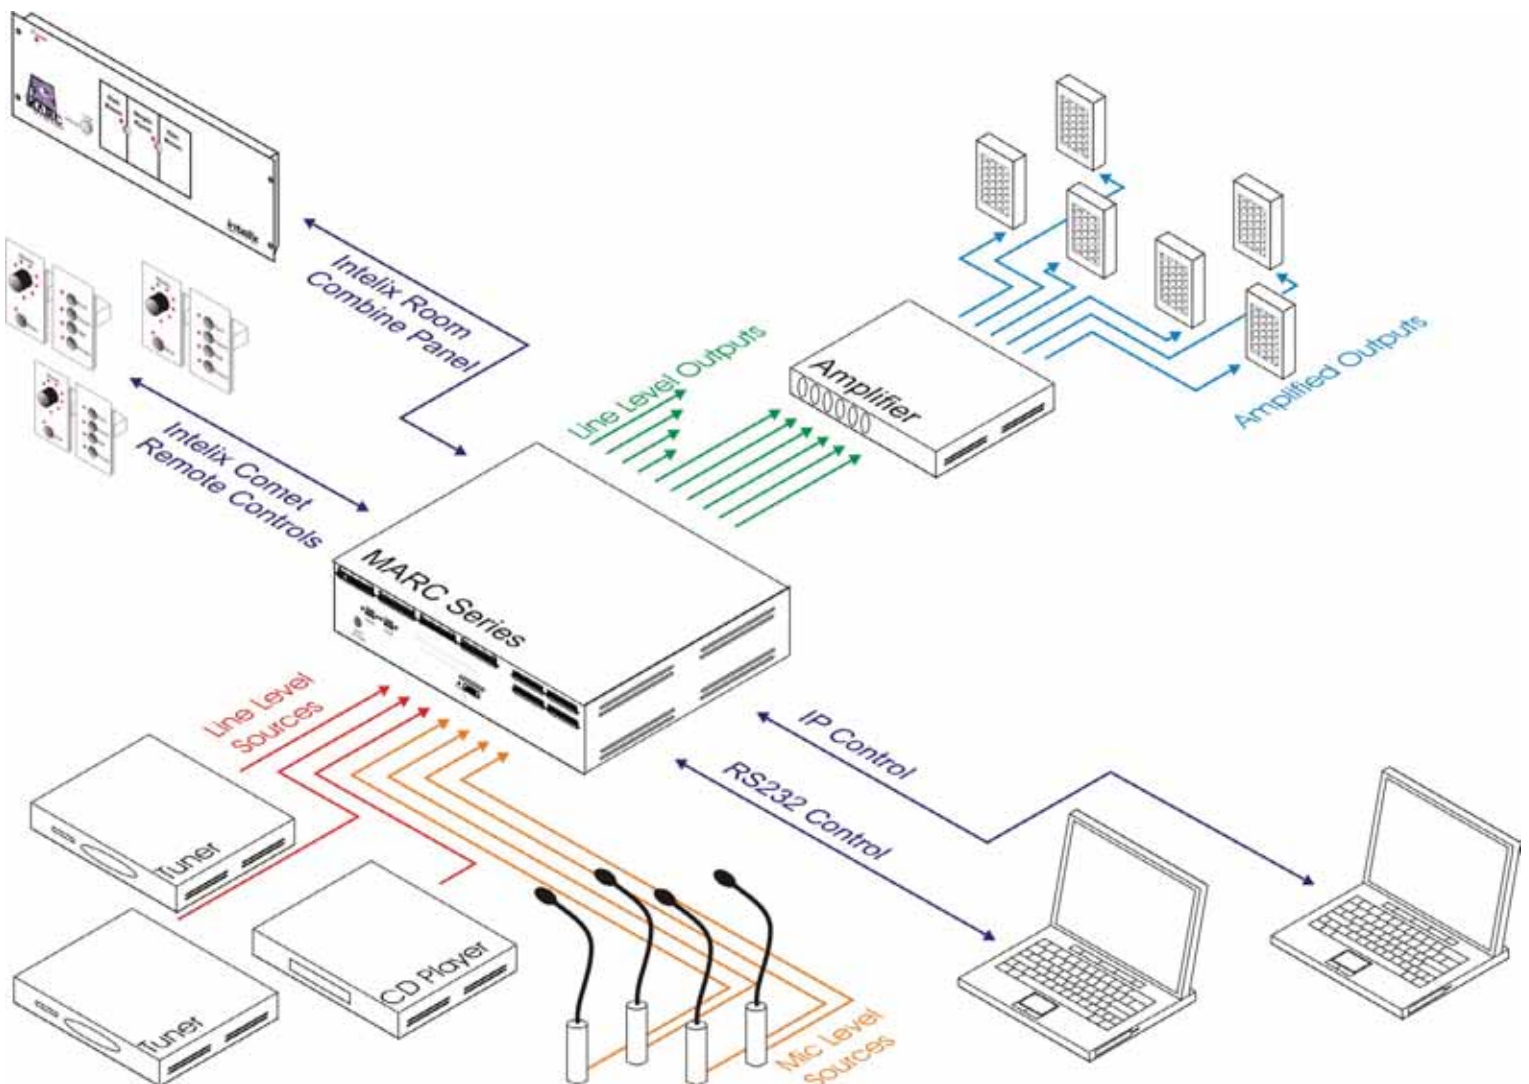 MARC
Intelix
Intelix Room
Combine Panel
Intelix Comet
Remote Controls
Line Level Outputs
Amplifier
Amplified Outputs
MARC Series
Line Level
Sources
IP Control
RS232 Control
Tuner
Tuner
CD Player
Mic Level
Sources